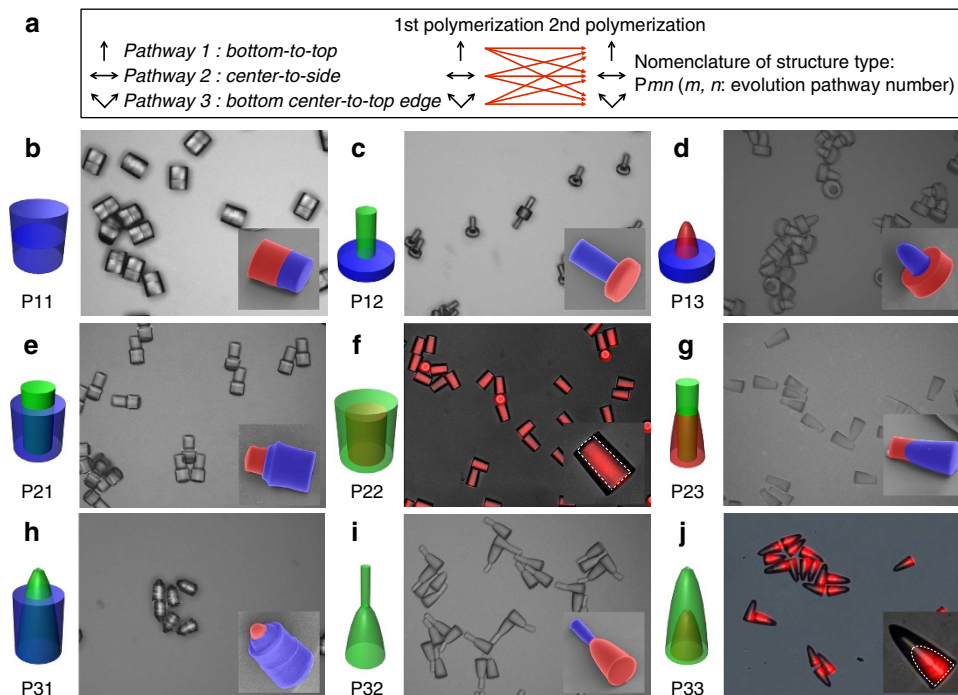 a
1st polymerization 2nd polymerization
Pathway 1 : bottom-to-top
Pathway 2 : center-to-side
Pathway 3 : bottom center-to-top edge
Nomenclature of structure type:
Pmn (m, n: evolution pathway number)
b
P11
c
P12
d
P13
e
P21
f
P22
g
P23
h
P31
i
P32
j
P33